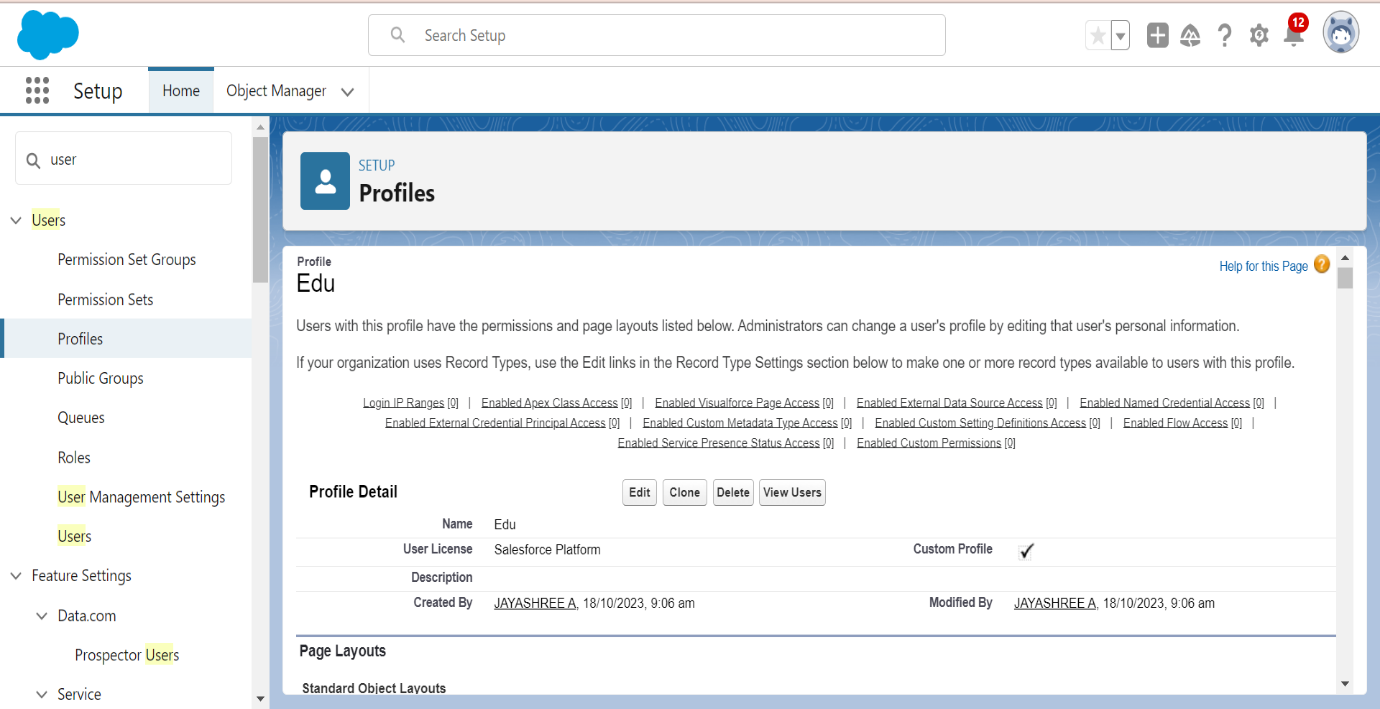 Search Setup
12
Setup
Home
Object Manager
user
Users
Permission Set Groups
Permission Sets
Profiles
Public Groups
Queues
Roles
User Management Settings
Users
Feature Settings
Data.com
Prospector Users
Service
SETUP
Profiles
Profile
Edu
Help for this Page ?
Users with this profile have the permissions and page layouts listed below. Administrators can change a user's profile by editing that user's personal information.
If your organization uses Record Types, use the Edit links in the Record Type Settings section below to make one or more record types available to users with this profile.
Login IP Ranges [0] | Enabled Apex Class Access [0] | Enabled Visualforce Page Access [0] | Enabled External Data Source Access [0] | Enabled Named Credential Access [0] |
Enabled External Credential Principal Access [0] | Enabled Custom Metadata Type Access [0] | Enabled Custom Setting Definitions Access [0] | Enabled Flow Access [0] |
Enabled Service Presence Status Access [0] | Enabled Custom Permissions [0]
Profile Detail Edit Clone Delete View Users
Name Edu
User License Salesforce Platform Custom Profile ✓
Description
Created By JAYASHREE A, 18/10/2023, 9:06 am Modified By JAYASHREE A, 18/10/2023, 9:06 am
Page Layouts
Standard Object Layouts